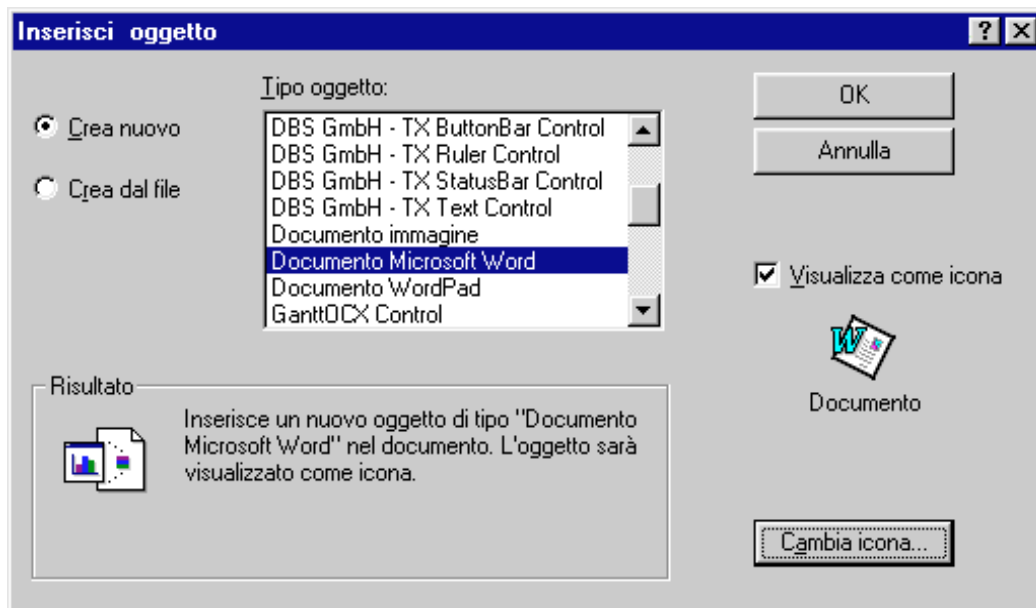 Inserisci oggetto
Tipo oggetto:
Crea nuovo
Crea dal file
DBS GmbH - TX ButtonBar Control
DBS GmbH - TX Ruler Control
DBS GmbH - TX StatusBar Control
DBS GmbH - TX Text Control
Documento immagine
Documento Microsoft Word
Documento WordPad
GanttOCX Control
OK
Annulla
Visualizza come icona
Documento
Risultato
Inserisce un nuovo oggetto di tipo "Documento
Microsoft Word" nel documento. L'oggetto sarà
visualizzato come icona.
Cambia icona...